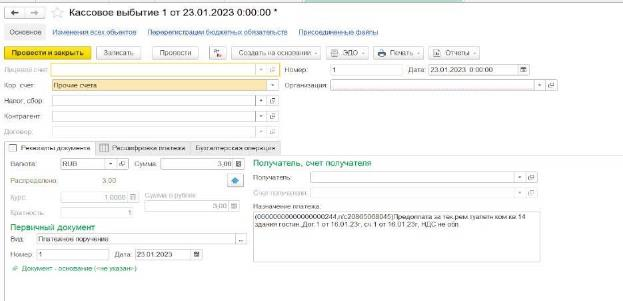 Кассовое выбытие 1 от 23.01.2023 0:00:00 *
Основное Изменения всех объектов Перерегистрации бюджетных обязательств Присоединенные файлы
Провести и закрыть Записать Провести Создать на основании ЭДО Печать Отчеты
Лицевой счет: Номер: 1 Дата: 23.01.2023 0:00:00
Кор. счет: Прочие счета Организация:
Налог, сбор:
Контрагент:
Договор:
Реквизиты документа Расшифровка платежа Бухгалтерская операция
Валюта: RUB Сумма: 3,00 Получатель, счет получателя
Распределено: 3,00 Получатель:
Курс: 1,0000 Сумма в рублях: 3,00 Счет получателя:
Кратность: 1 Назначение платежа:
Первичный документ
(00000000000000000244,л/с20865068045)Предоплата за тек.рем.туалетн.ком.кв.14
здания гостин.,Дог.1 от 16.01.23г, сч.1 от 16.01.23г, НДС не обл
Вид: Платежное поручение ...
Номер: 1 Дата: 23.01.2023
Документ - основание (<не указан>)